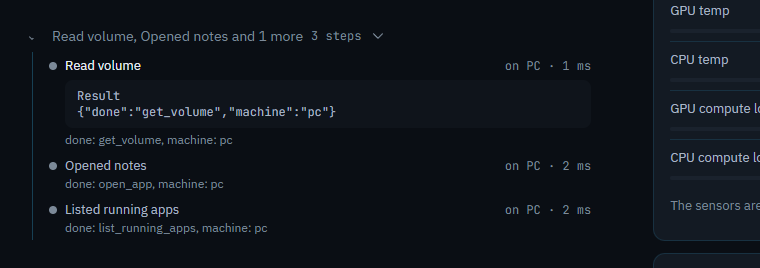 Read volume, Opened notes and 1 more 3 steps
Read volume on PC · 1 ms
Result
{"done":"get_volume","machine":"pc"}
done: get_volume, machine: pc
Opened notes on PC · 2 ms
done: open_app, machine: pc
Listed running apps on PC · 2 ms
done: list_running_apps, machine: pc
GPU temp
CPU temp
GPU compute
CPU compute
The sensors are